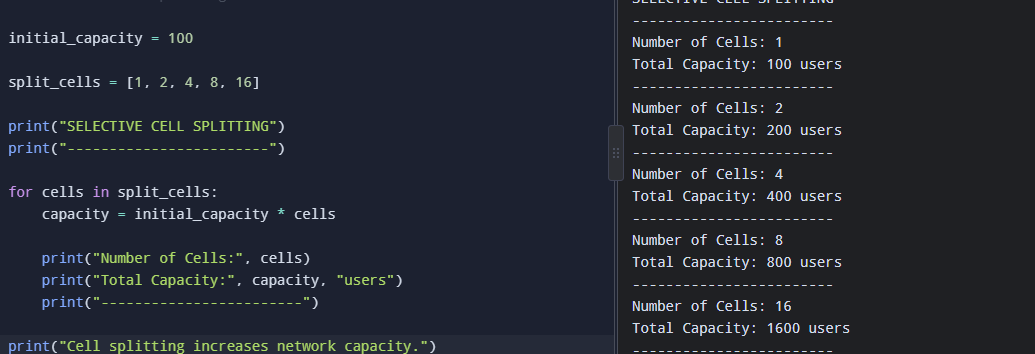 initial_capacity = 100
split_cells = [1, 2, 4, 8, 16]
print("SELECTIVE CELL SPLITTING")
print("------------------------")
for cells in split_cells:
    capacity = initial_capacity * cells
    print("Number of Cells:", cells)
    print("Total Capacity:", capacity, "users")
    print("------------------------")
print("Cell splitting increases network capacity.")
SELECTIVE CELL SPLITTING
------------------------
Number of Cells: 1
Total Capacity: 100 users
------------------------
Number of Cells: 2
Total Capacity: 200 users
------------------------
Number of Cells: 4
Total Capacity: 400 users
------------------------
Number of Cells: 8
Total Capacity: 800 users
------------------------
Number of Cells: 16
Total Capacity: 1600 users
------------------------